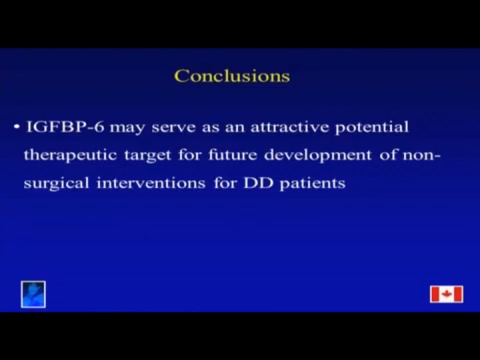 Conclusions
• IGFBP-6 may serve as an attractive potential
therapeutic target for future development of non-
surgical interventions for DD patients